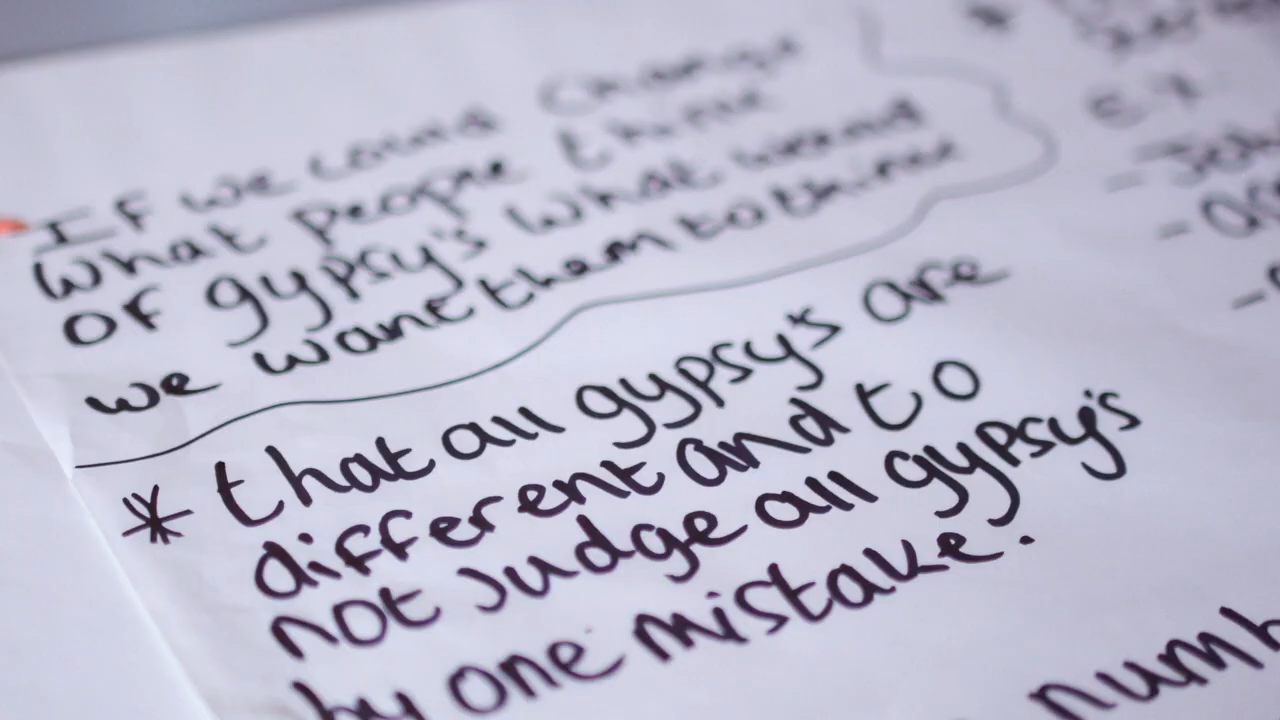 If we could Change
What people think
of gypsy's What would
we want them to think
* that all gypsy's are
different and to
not Judge all gypsy's
by one mistake.